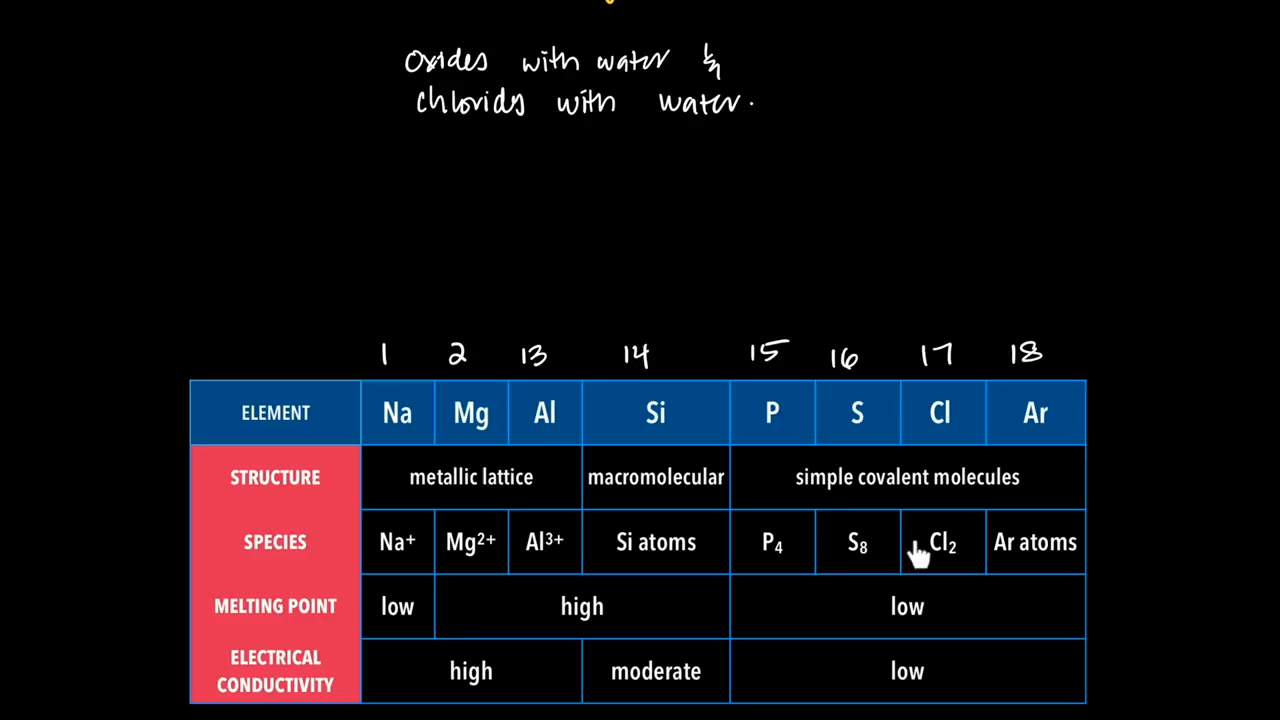 Oxides with water &
chlorids with water.
1 2 13 14 15 16 17 18
ELEMENT Na Mg Al Si P S Cl Ar
STRUCTURE metallic lattice macromolecular simple covalent molecules
SPECIES Na⁺ Mg²⁺ Al³⁺ Si atoms P₄ S₈ Cl₂ Ar atoms
MELTING POINT low high low
ELECTRICAL
CONDUCTIVITY high moderate low